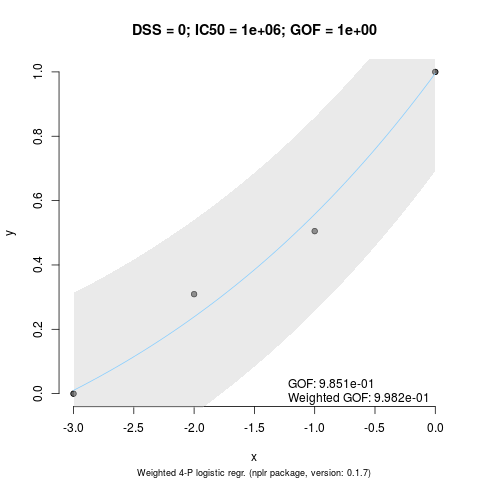 DSS = 0; IC50 = 1e+06; GOF = 1e+00
y
1.0
0.8
0.6
0.4
0.2
0.0
GOF: 9.851e-01
Weighted GOF: 9.982e-01
-3.0 -2.5 -2.0 -1.5 -1.0 -0.5 0.0
x
Weighted 4-P logistic regr. (nplr package, version: 0.1.7)